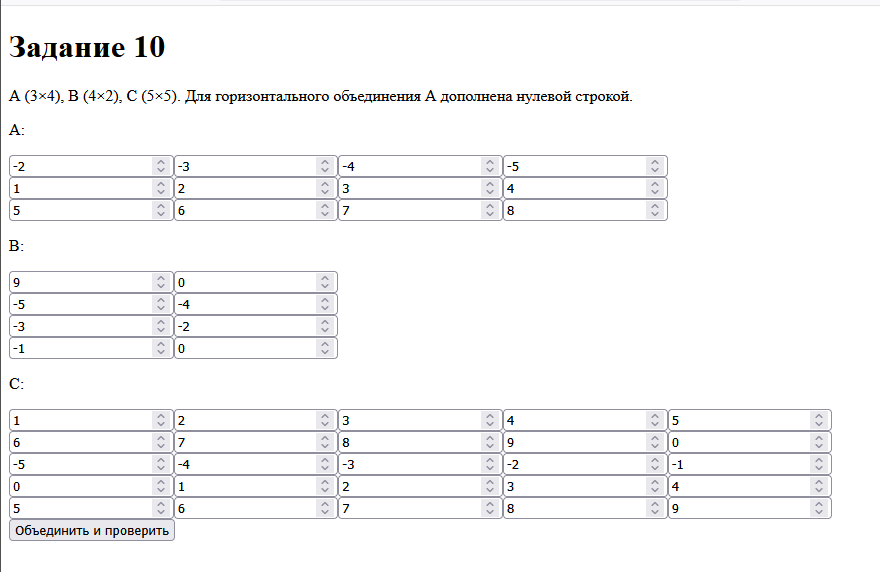 Задание 10
A (3×4), B (4×2), C (5×5). Для горизонтального объединения A дополнена нулевой строкой.
A:
-2 -3 -4 -5
1 2 3 4
5 6 7 8
B:
9 0
-5 -4
-3 -2
-1 0
C:
1 2 3 4 5
6 7 8 9 0
-5 -4 -3 -2 -1
0 1 2 3 4
5 6 7 8 9
Объединить и проверить